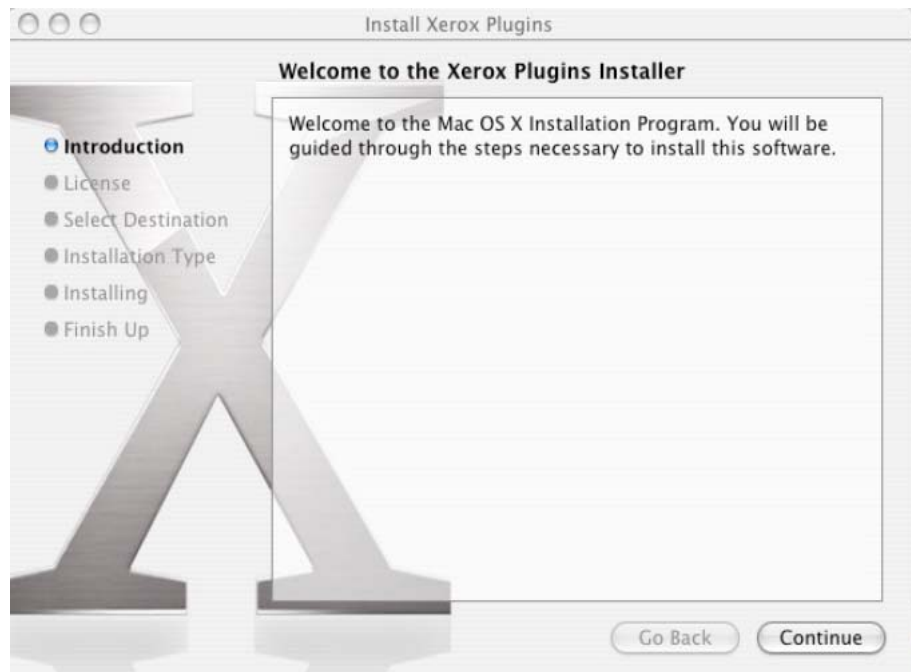 Install Xerox Plugins
Welcome to the Xerox Plugins Installer
Introduction
License
Select Destination
Installation Type
Installing
Finish Up
Welcome to the Mac OS X Installation Program. You will be
guided through the steps necessary to install this software.
Go Back
Continue